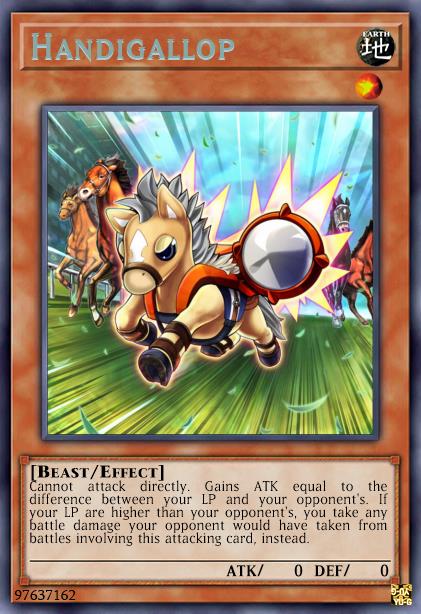 Handigallop
EARTH
地
[Beast/Effect]
Cannot attack directly. Gains ATK equal to the
difference between your LP and your opponent's. If
your LP are higher than your opponent's, you take any
battle damage your opponent would have taken from
battles involving this attacking card, instead.
ATK/ 0 DEF/ 0
97637162